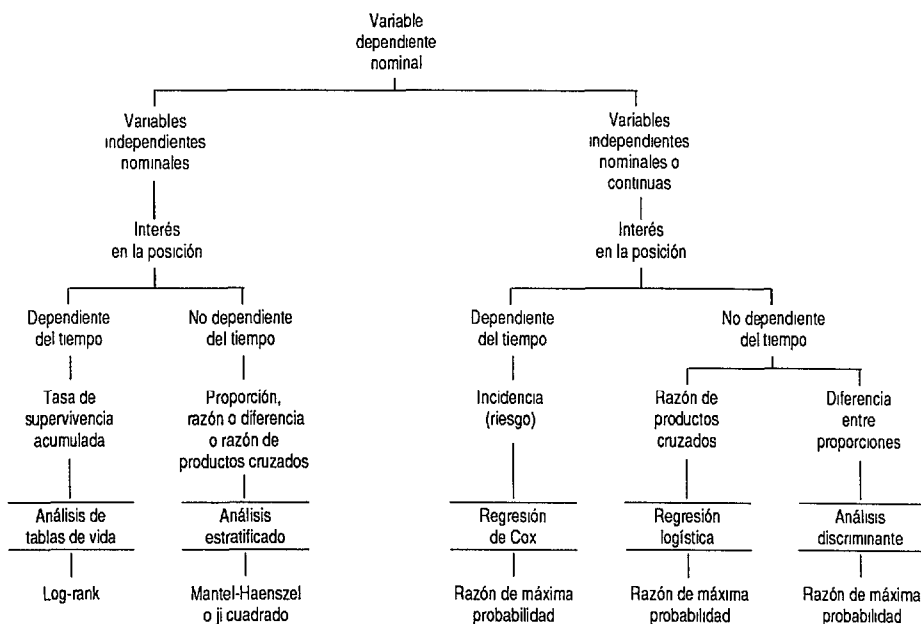 Variable
dependiente
nominal
Variables
independientes
nominales
Variables
independientes
nominales o
continuas
Interés
en la posición
Interés
en la posición
Dependiente
del tiempo
No dependiente
del tiempo
Dependiente
del tiempo
No dependiente
del tiempo
Tasa de
supervivencia
acumulada
Proporción,
razón o diferencia
o razón de
productos cruzados
Incidencia
(riesgo)
Razón de
productos
cruzados
Diferencia
entre
proporciones
Análisis de
tablas de vida
Análisis
estratificado
Regresión
de Cox
Regresión
logística
Análisis
discriminante
Log-rank
Mantel-Haenszel
o ji cuadrado
Razón de máxima
probabilidad
Razón de máxima
probabilidad
Razón de máxima
probabilidad